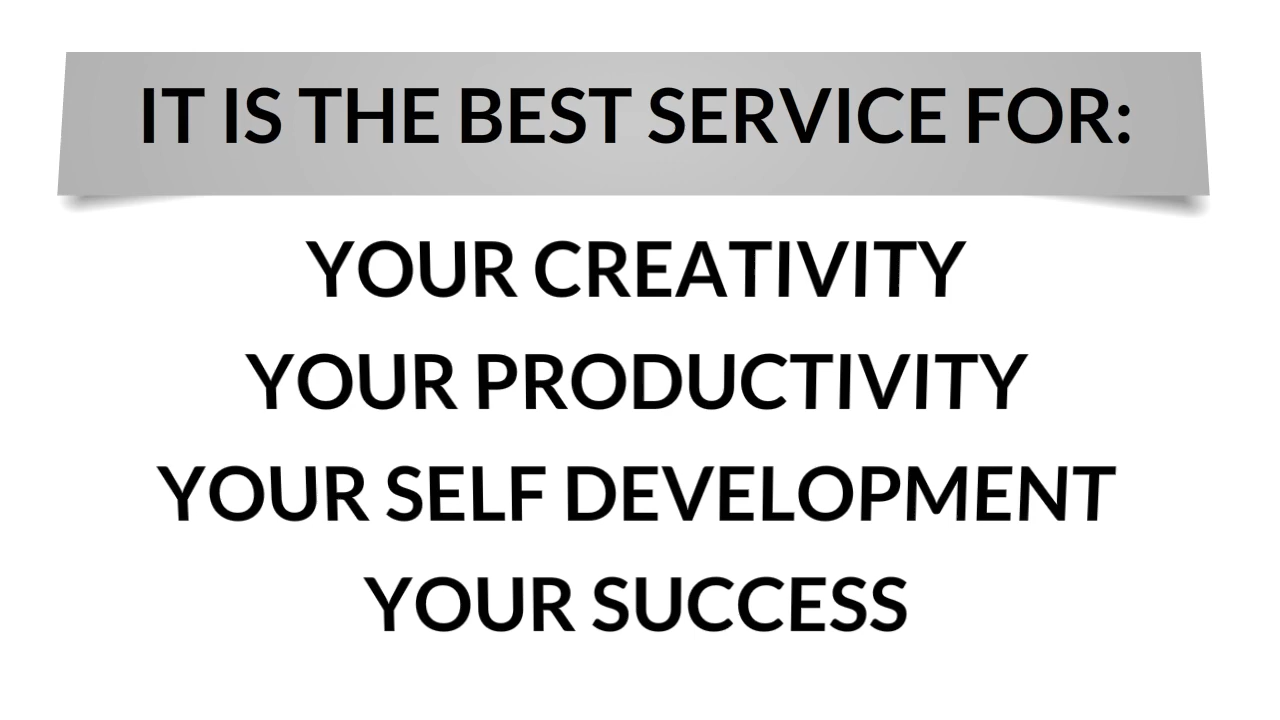 IT IS THE BEST SERVICE FOR:
YOUR CREATIVITY
YOUR PRODUCTIVITY
YOUR SELF DEVELOPMENT
YOUR SUCCESS